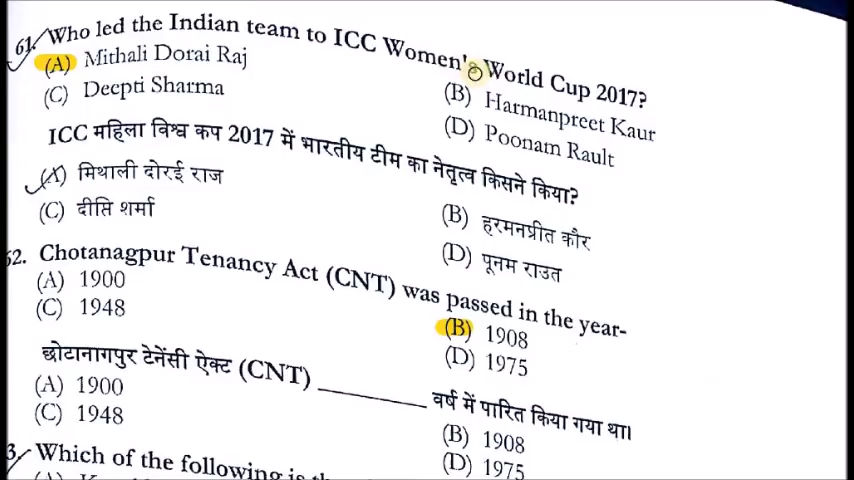 61. Who led the Indian team to ICC Women's World Cup 2017?
(A) Mithali Dorai Raj
(B) Harmanpreet Kaur
(C) Deepti Sharma
(D) Poonam Rault
ICC महिला विश्व कप 2017 में भारतीय टीम का नेतृत्व किसने किया?
(A) मिथाली दोरई राज
(B) हरमनप्रीत कौर
(C) दीप्ति शर्मा
(D) पूनम राउत
62. Chotanagpur Tenancy Act (CNT) was passed in the year-
(A) 1900
(B) 1908
(C) 1948
(D) 1975
छोटानागपुर टेनेंसी ऐक्ट (CNT) ________ वर्ष में पारित किया गया था।
(A) 1900
(B) 1908
(C) 1948
(D) 1975
3. Which of the following is
(A)